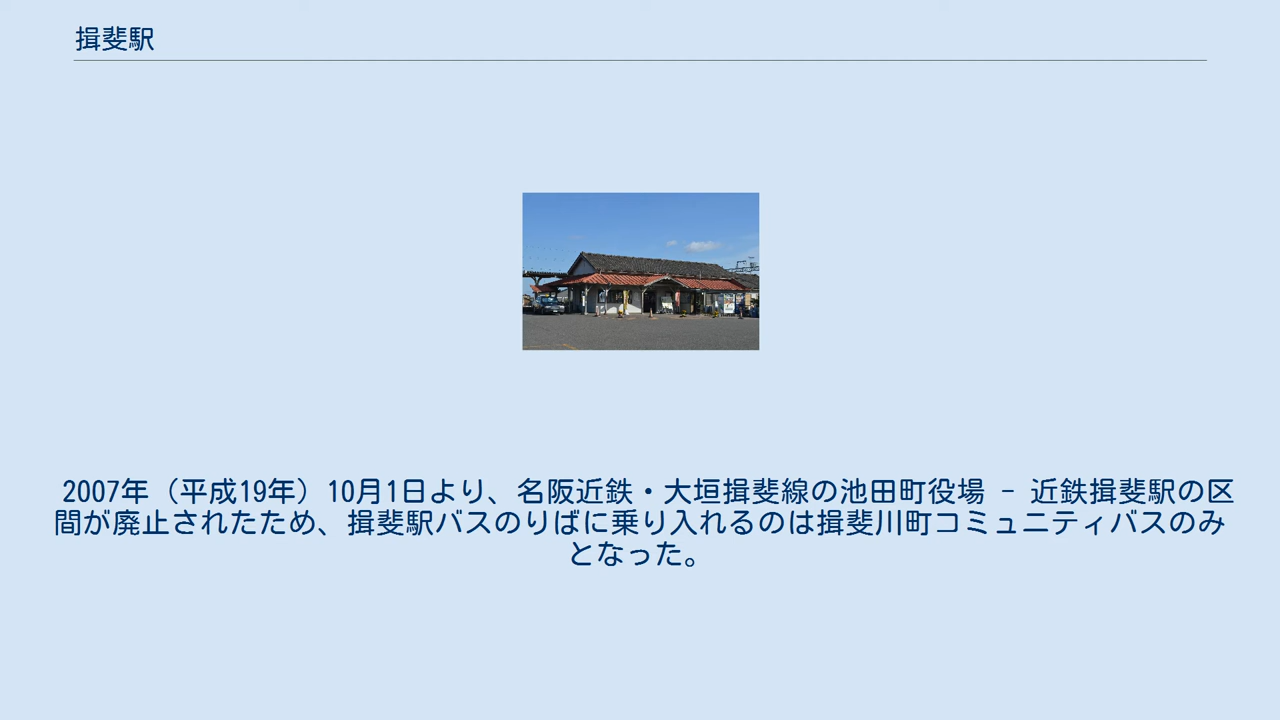 揖斐駅
2007年（平成19年）10月1日より、名阪近鉄・大垣揖斐線の池田町役場 － 近鉄揖斐駅の区
間が廃止されたため、揖斐駅バスのりばに乗り入れるのは揖斐川町コミュニティバスのみ
となった。